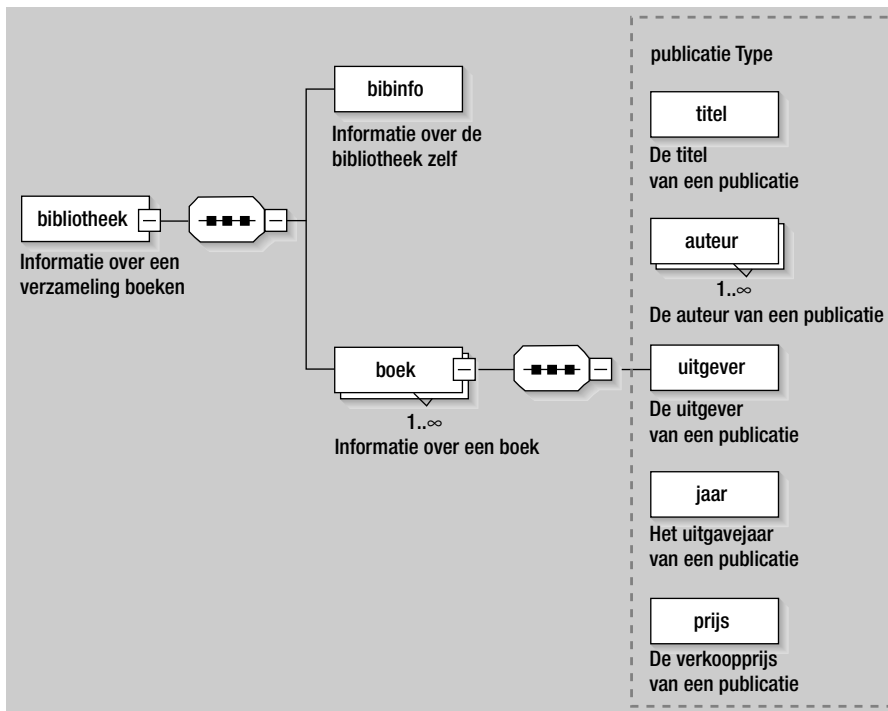 bibliotheek
Informatie over een
verzameling boeken
bibinfo
Informatie over de
bibliotheek zelf
boek
1..∞
Informatie over een boek
publicatie Type
titel
De titel
van een publicatie
auteur
1..∞
De auteur van een publicatie
uitgever
De uitgever
van een publicatie
jaar
Het uitgavejaar
van een publicatie
prijs
De verkoopprijs
van een publicatie